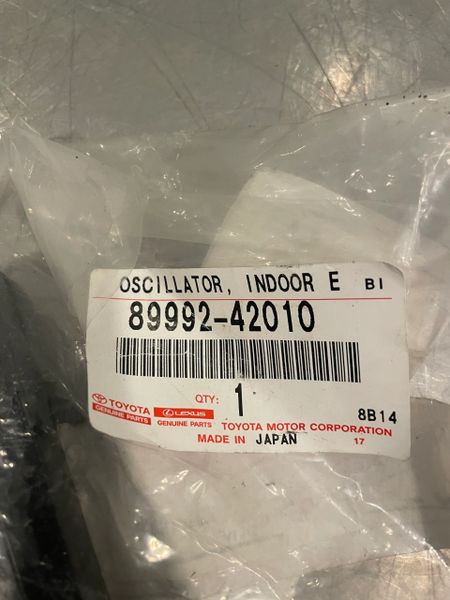 OSCILLATOR, INDOOR E BI
89992-42010
QTY: 1 8B14
TOYOTA LEXUS
GENUINE PARTS GENUINE PARTS TOYOTA MOTOR CORPORATION
MADE IN JAPAN 17